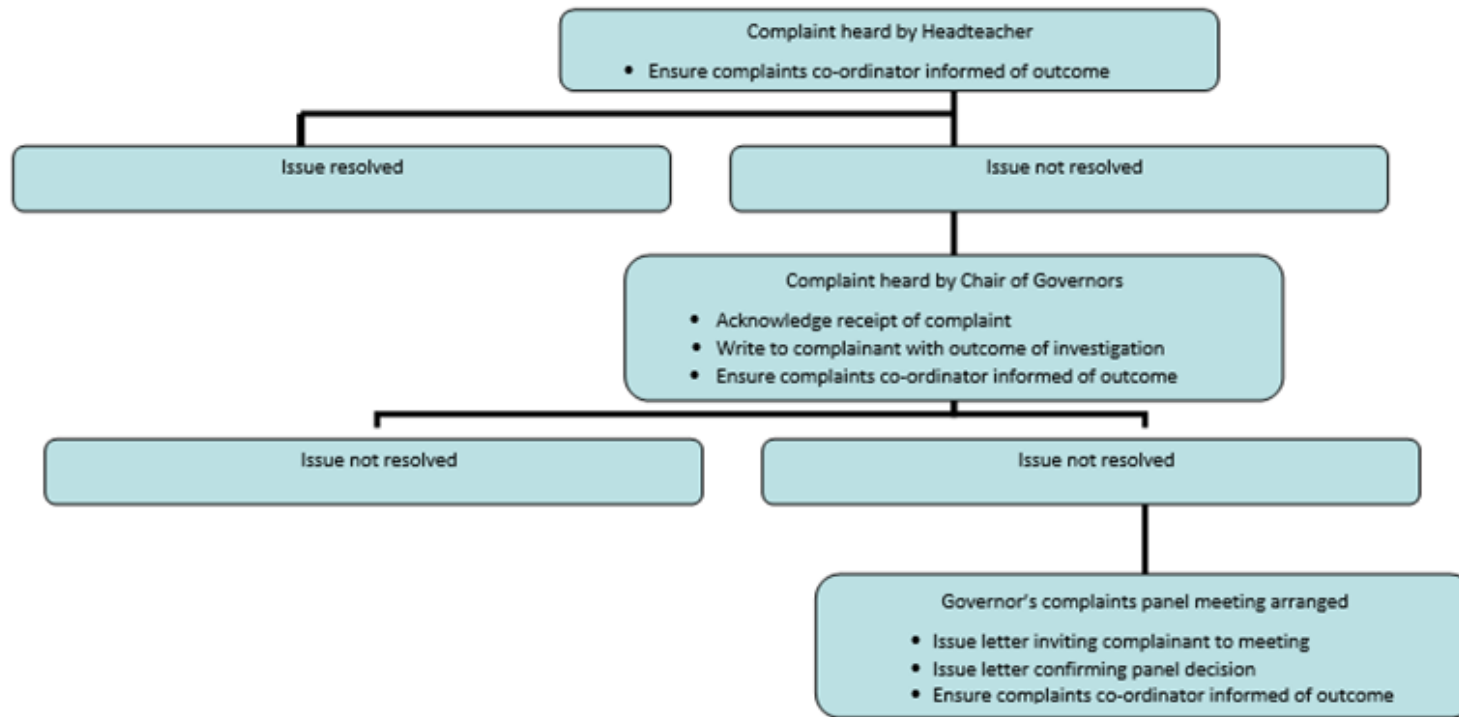 Complaint heard by Headteacher
• Ensure complaints co-ordinator informed of outcome
Issue resolved
Issue not resolved
Complaint heard by Chair of Governors
• Acknowledge receipt of complaint
• Write to complainant with outcome of investigation
• Ensure complaints co-ordinator informed of outcome
Issue not resolved
Issue not resolved
Governor's complaints panel meeting arranged
• Issue letter inviting complainant to meeting
• Issue letter confirming panel decision
• Ensure complaints co-ordinator informed of outcome